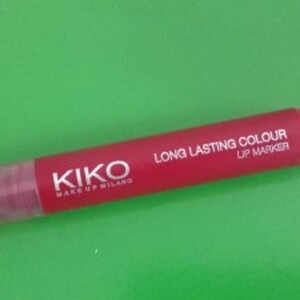 KIKO
MAKE UP MILANO
LONG LASTING COLOUR
LIP MARKER